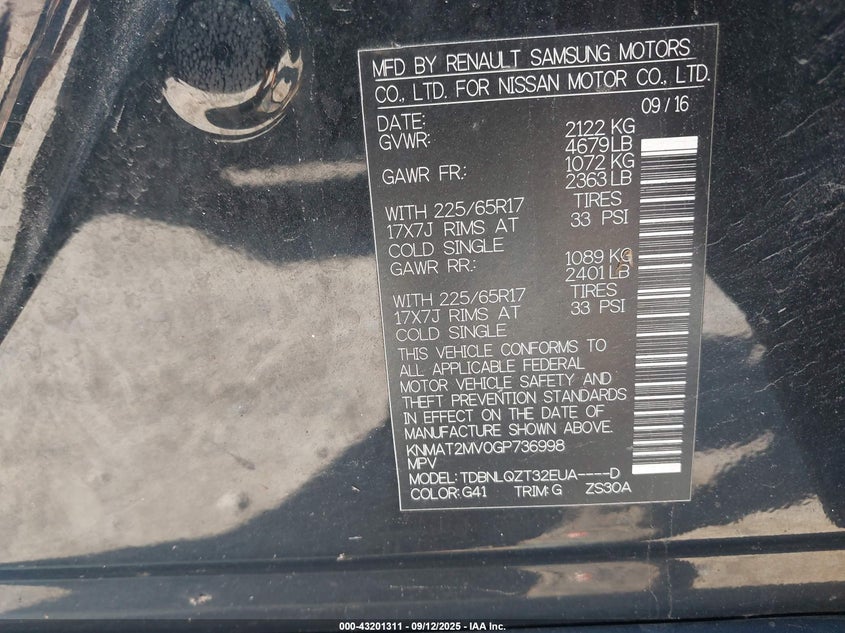 MFD BY RENAULT SAMSUNG MOTORS
CO., LTD. FOR NISSAN MOTOR CO., LTD.
DATE: 09/16
GVWR: 2122 KG
4679 LB
GAWR FR: 1072 KG
2363 LB
WITH 225/65R17 TIRES
17X7J RIMS AT 33 PSI
COLD SINGLE
GAWR RR: 1089 KG
2401 LB
WITH 225/65R17 TIRES
17X7J RIMS AT 33 PSI
COLD SINGLE
THIS VEHICLE CONFORMS TO
ALL APPLICABLE FEDERAL
MOTOR VEHICLE SAFETY AND
THEFT PREVENTION STANDARDS
IN EFFECT ON THE DATE OF
MANUFACTURE SHOWN ABOVE.
KNMAT2MV0GP736998
MPV
MODEL: TDBNLQZT32EUA----D
COLOR: G41 TRIM: G ZS30A
000-43201311 - 09/12/2025 - IAA Inc.